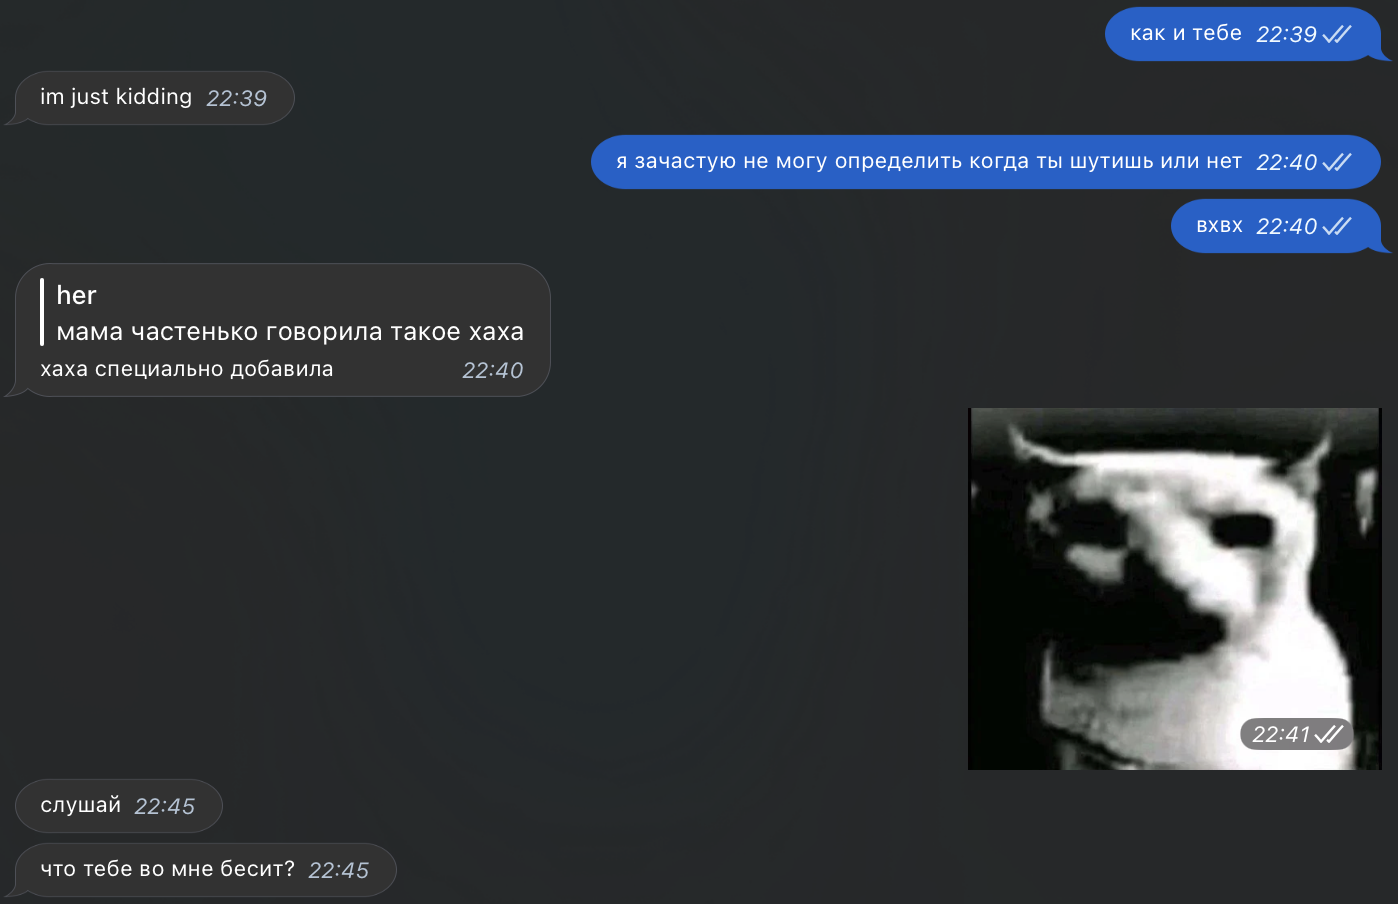 как и тебе 22:39
im just kidding 22:39
я зачастую не могу определить когда ты шутишь или нет 22:40
вхвх 22:40
her
мама частенько говорила такое хаха
хаха специально добавила 22:40
22:41
слушай 22:45
что тебе во мне бесит? 22:45